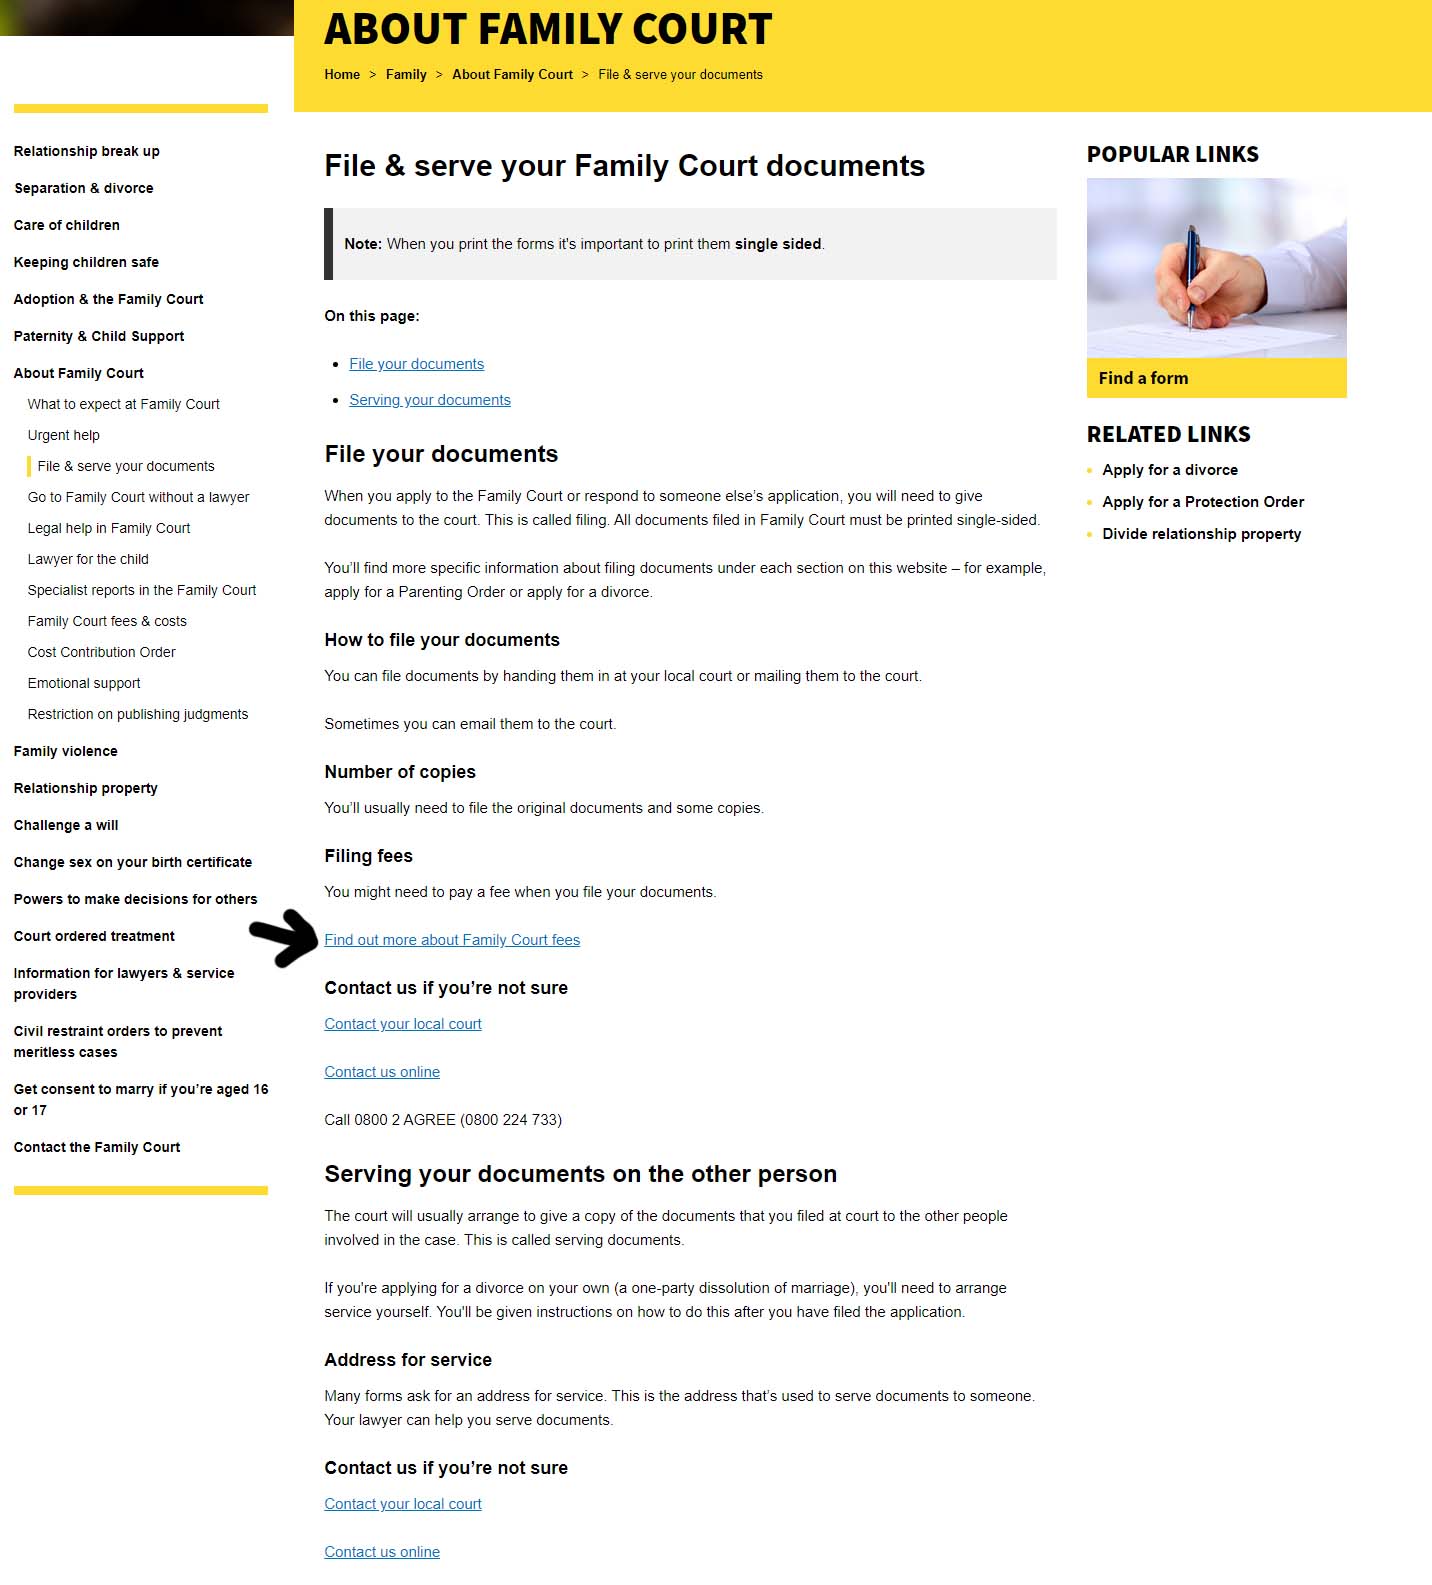 ABOUT FAMILY COURT
Home > Family > About Family Court > File & serve your documents
Relationship break up
Separation & divorce
Care of children
Keeping children safe
Adoption & the Family Court
Paternity & Child Support
About Family Court
What to expect at Family Court
Urgent help
File & serve your documents
Go to Family Court without a lawyer
Legal help in Family Court
Lawyer for the child
Specialist reports in the Family Court
Family Court fees & costs
Cost Contribution Order
Emotional support
Restriction on publishing judgments
Family violence
Relationship property
Challenge a will
Change sex on your birth certificate
Powers to make decisions for others
Court ordered treatment
Information for lawyers & service
providers
Civil restraint orders to prevent
meritless cases
Get consent to marry if you’re aged 16
or 17
Contact the Family Court
File & serve your Family Court documents
Note: When you print the forms it's important to print them single sided.
On this page:
• File your documents
• Serving your documents
File your documents
When you apply to the Family Court or respond to someone else’s application, you will need to give
documents to the court. This is called filing. All documents filed in Family Court must be printed single-sided.
You’ll find more specific information about filing documents under each section on this website – for example,
apply for a Parenting Order or apply for a divorce.
How to file your documents
You can file documents by handing them in at your local court or mailing them to the court.
Sometimes you can email them to the court.
Number of copies
You’ll usually need to file the original documents and some copies.
Filing fees
You might need to pay a fee when you file your documents.
Find out more about Family Court fees
Contact us if you’re not sure
Contact your local court
Contact us online
Call 0800 2 AGREE (0800 224 733)
Serving your documents on the other person
The court will usually arrange to give a copy of the documents that you filed at court to the other people
involved in the case. This is called serving documents.
If you're applying for a divorce on your own (a one-party dissolution of marriage), you'll need to arrange
service yourself. You'll be given instructions on how to do this after you have filed the application.
Address for service
Many forms ask for an address for service. This is the address that’s used to serve documents to someone.
Your lawyer can help you serve documents.
Contact us if you’re not sure
Contact your local court
Contact us online
POPULAR LINKS
Find a form
RELATED LINKS
• Apply for a divorce
• Apply for a Protection Order
• Divide relationship property